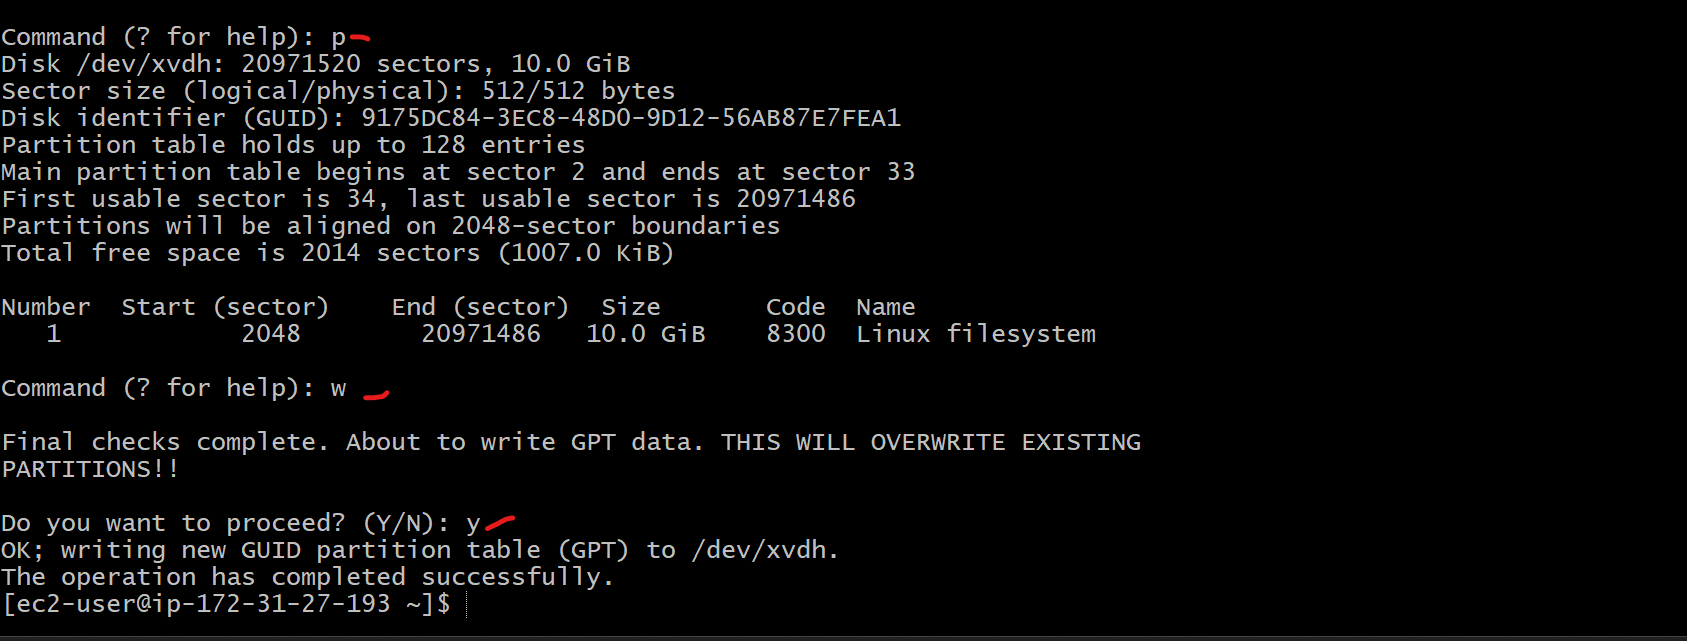 Command (? for help): p
Disk /dev/xvdh: 20971520 sectors, 10.0 GiB
Sector size (logical/physical): 512/512 bytes
Disk identifier (GUID): 9175DC84-3EC8-48D0-9D12-56AB87E7FEA1
Partition table holds up to 128 entries
Main partition table begins at sector 2 and ends at sector 33
First usable sector is 34, last usable sector is 20971486
Partitions will be aligned on 2048-sector boundaries
Total free space is 2014 sectors (1007.0 KiB)
Number  Start (sector)    End (sector)  Size       Code  Name
   1            2048        20971486   10.0 GiB    8300  Linux filesystem
Command (? for help): w
Final checks complete. About to write GPT data. THIS WILL OVERWRITE EXISTING
PARTITIONS!!
Do you want to proceed? (Y/N): y
OK; writing new GUID partition table (GPT) to /dev/xvdh.
The operation has completed successfully.
[ec2-user@ip-172-31-27-193 ~]$